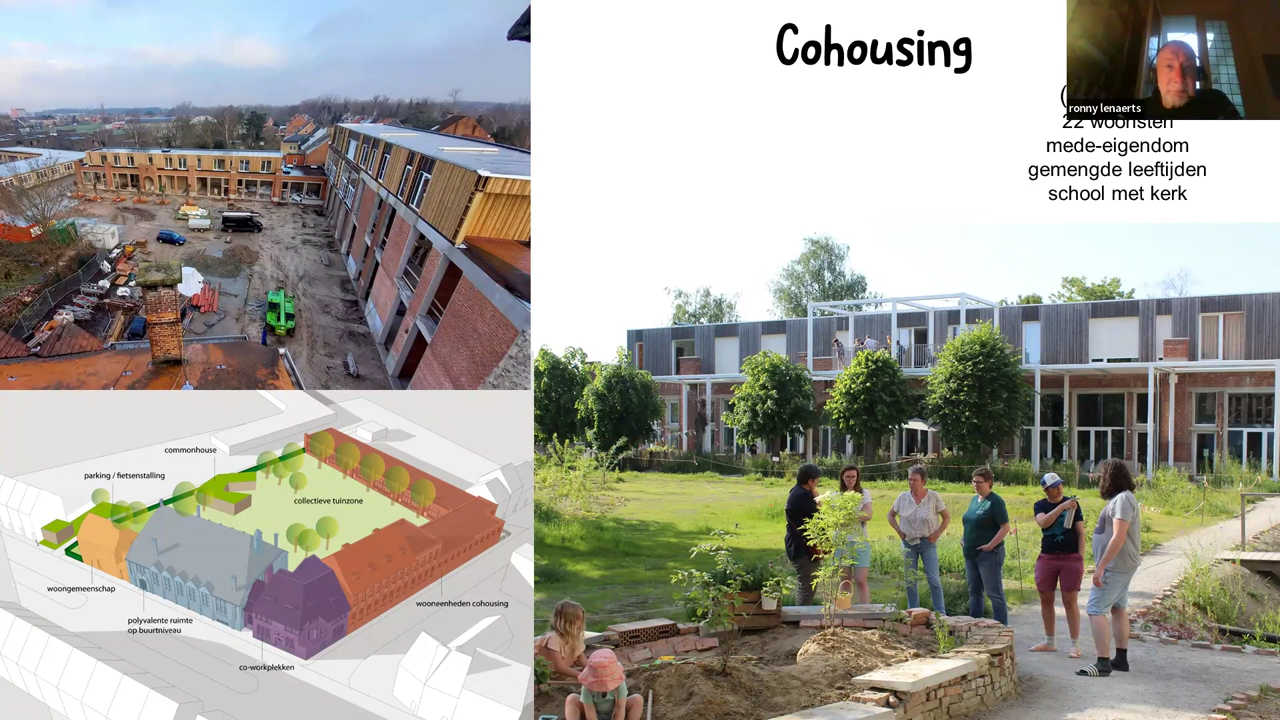 Cohousing
ronny lenaerts
22 woonsten
mede-eigendom
gemengde leeftijden
school met kerk
commonhouse
parking / fietsenstalling
collectieve tuinzone
woongemeenschap
polyvalente ruimte
op buurtniveau
wooneenheden cohousing
co-workplekken